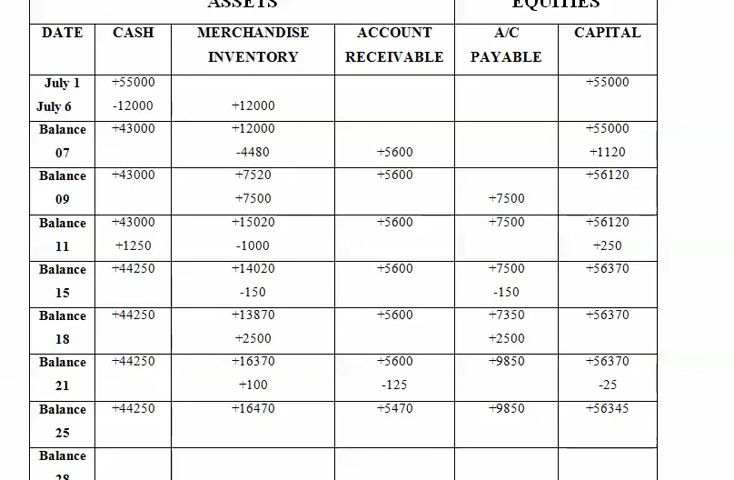 ASSETS EQUITIES
DATE CASH MERCHANDISE INVENTORY ACCOUNT RECEIVABLE A/C PAYABLE CAPITAL
July 1 +55000 +55000
July 6 -12000 +12000
Balance +43000 +12000 +55000
07 -4480 +5600 +1120
Balance +43000 +7520 +5600 +56120
09 +7500 +7500
Balance +43000 +15020 +5600 +7500 +56120
11 +1250 -1000 +250
Balance +44250 +14020 +5600 +7500 +56370
15 -150 -150
Balance +44250 +13870 +5600 +7350 +56370
18 +2500 +2500
Balance +44250 +16370 +5600 +9850 +56370
21 +100 -125 -25
Balance +44250 +16470 +5470 +9850 +56345
25
Balance
28